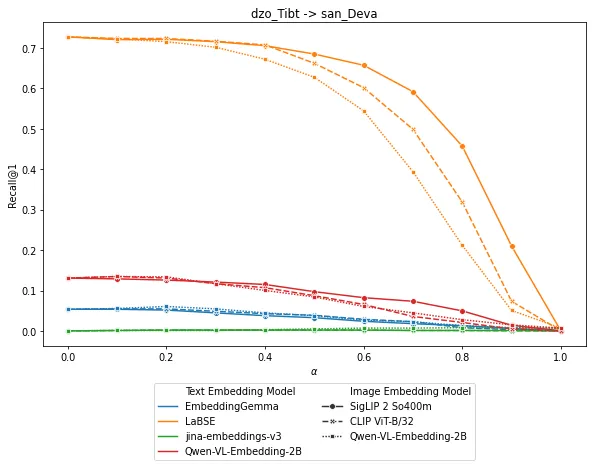 dzo_Tibt -> san_Deva
Recall@1
0.7
0.6
0.5
0.4
0.3
0.2
0.1
0.0
0.0 0.2 0.4 0.6 0.8 1.0
α
Text Embedding Model Image Embedding Model
EmbeddingGemma SigLIP 2 So400m
LaBSE CLIP ViT-B/32
jina-embeddings-v3 Qwen-VL-Embedding-2B
Qwen-VL-Embedding-2B